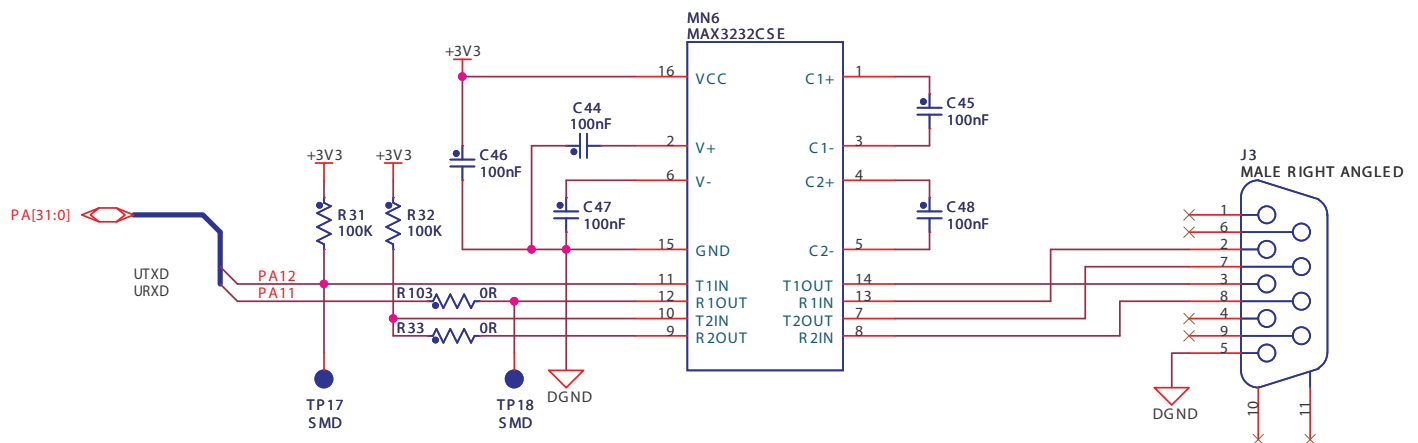 MN6
MAX3232CSE
+3V3
16
VCC
C1+
1
C44
100nF
C45
100nF
2
V+
C1-
3
+3V3
+3V3
C46
100nF
6
V-
C2+
4
J3
MALE RIGHT ANGLED
PA[31:0]
R31
100K
R32
100K
C47
100nF
C48
100nF
1
6
15
GND
C2-
5
2
7
UTXD
URXD
PA12
PA11
11
T1IN
T1OUT
14
3
R103
0R
12
R1OUT
R1IN
13
8
10
T2IN
T2OUT
7
4
R33
0R
9
R2OUT
R2IN
8
9
5
TP17
SMD
TP18
SMD
DGND
DGND
10
11